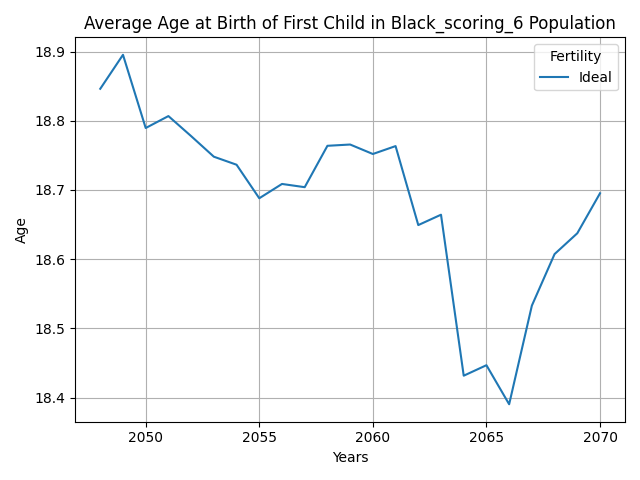 Average Age at Birth of First Child in Black_scoring_6 Population
Fertility
Ideal
18.9
18.8
18.7
18.6
18.5
18.4
Age
2050 2055 2060 2065 2070
Years